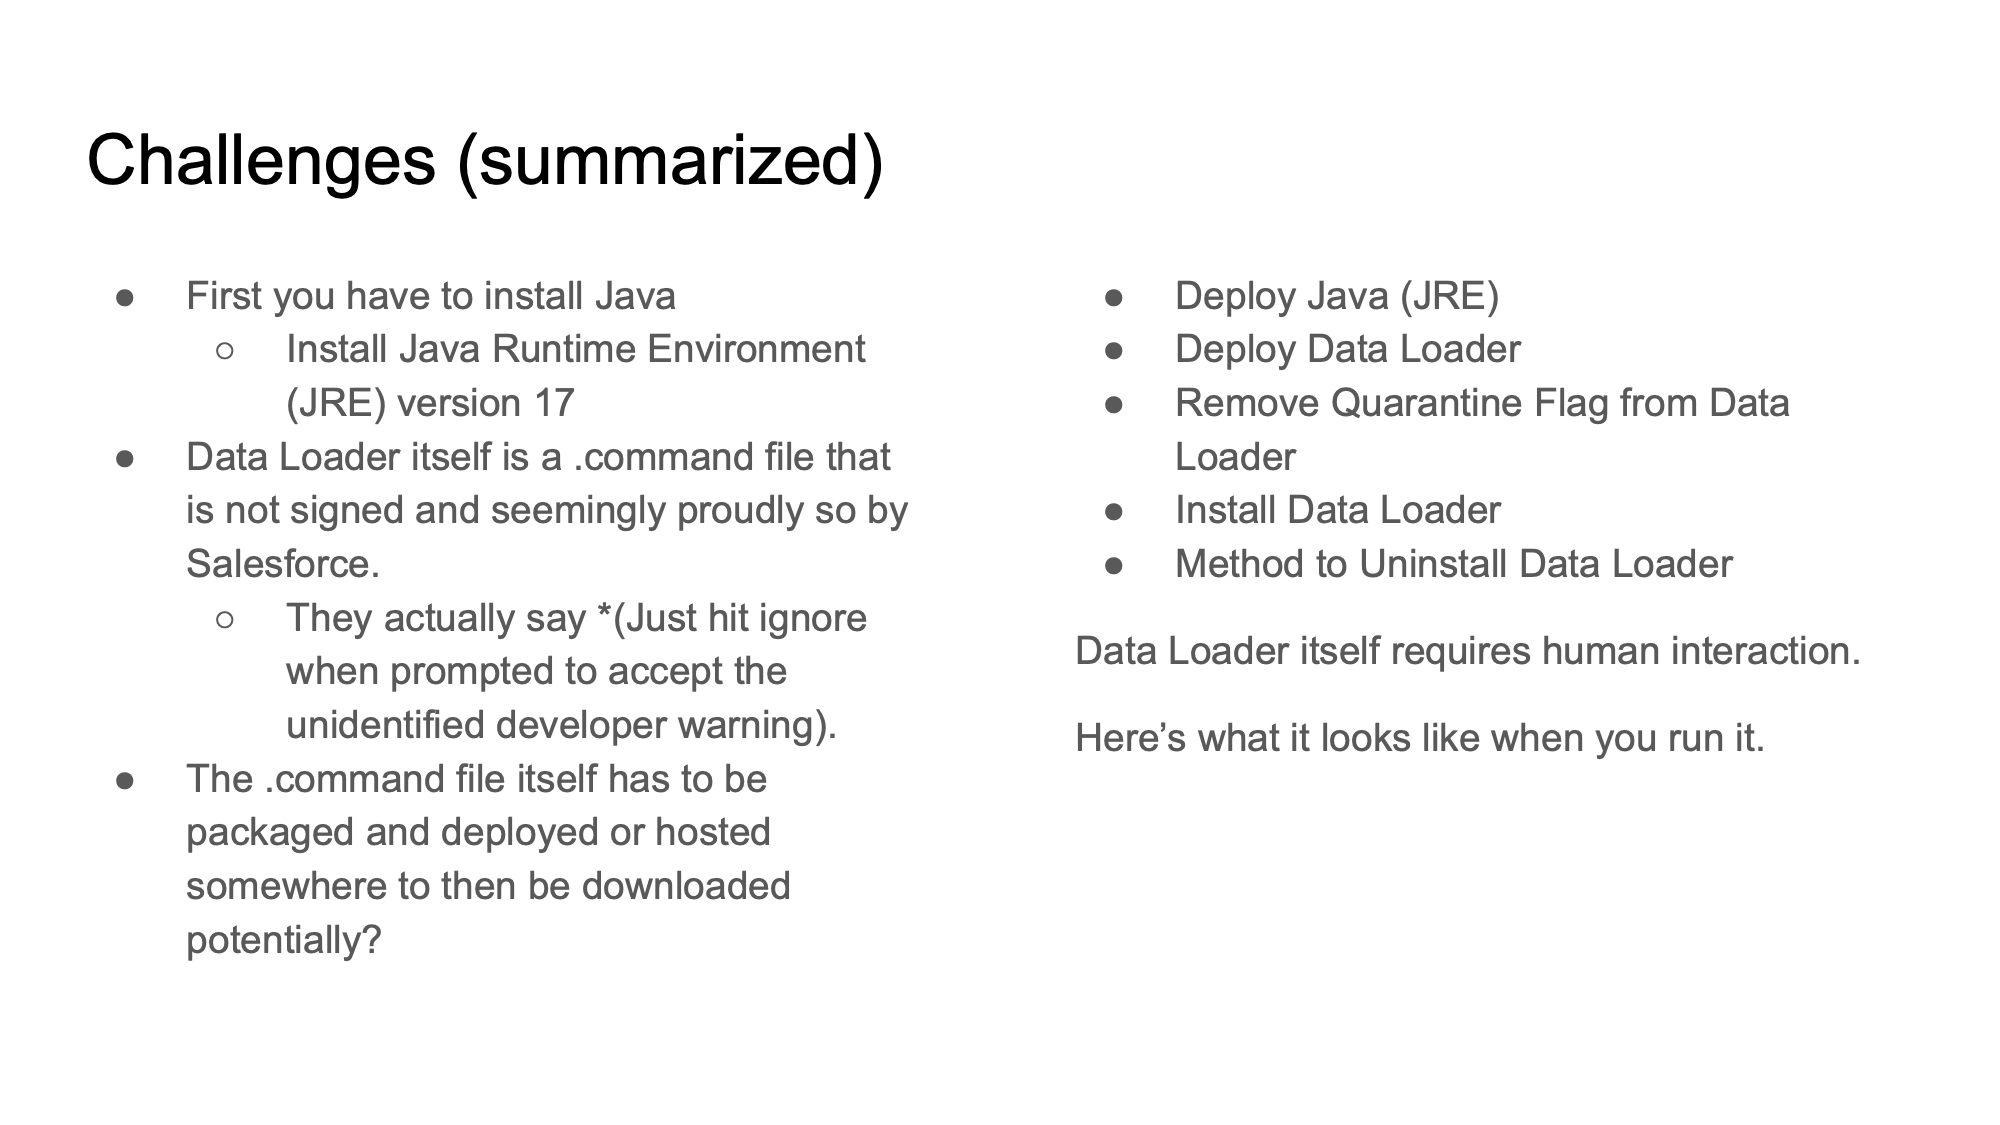 Challenges (summarized)
● First you have to install Java
○ Install Java Runtime Environment
(JRE) version 17
● Data Loader itself is a .command file that
is not signed and seemingly proudly so by
Salesforce.
○ They actually say *(Just hit ignore
when prompted to accept the
unidentified developer warning).
● The .command file itself has to be
packaged and deployed or hosted
somewhere to then be downloaded
potentially?
● Deploy Java (JRE)
● Deploy Data Loader
● Remove Quarantine Flag from Data
Loader
● Install Data Loader
● Method to Uninstall Data Loader
Data Loader itself requires human interaction.
Here’s what it looks like when you run it.